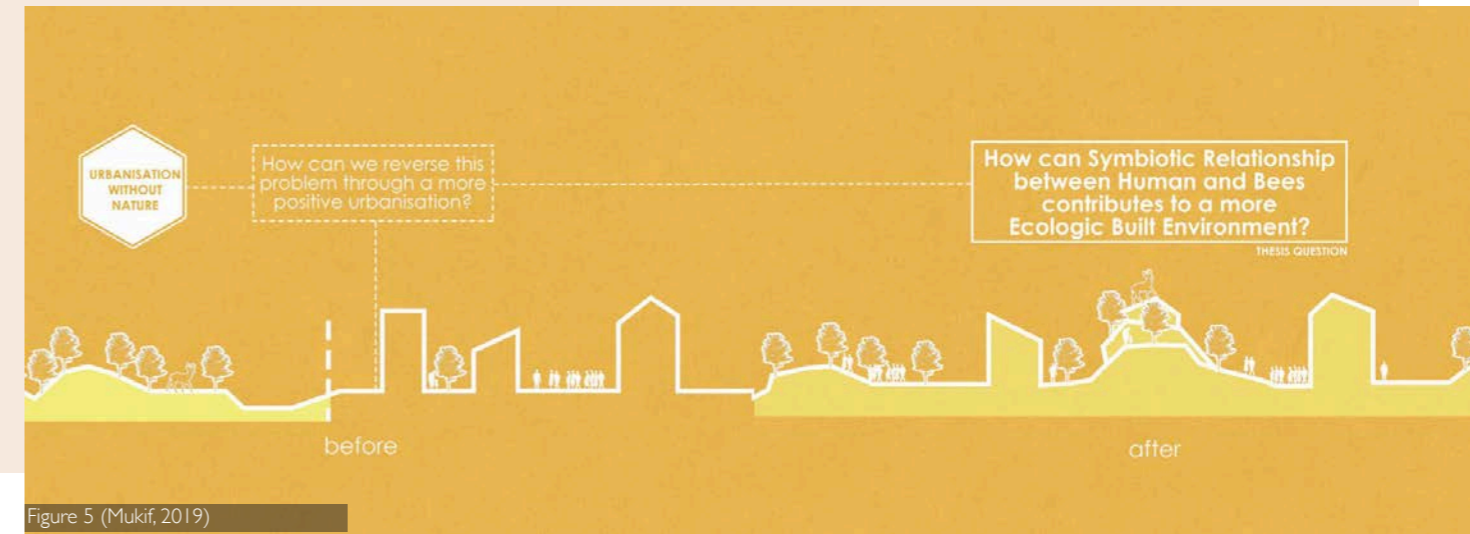 URBANISATION
WITHOUT
NATURE
How can we reverse this
problem through a more
positive urbanisation?
How can Symbiotic Relationship
between Human and Bees
contributes to a more
Ecologic Built Environment?
THESIS QUESTION
before
after
Figure 5 (Mukif, 2019)